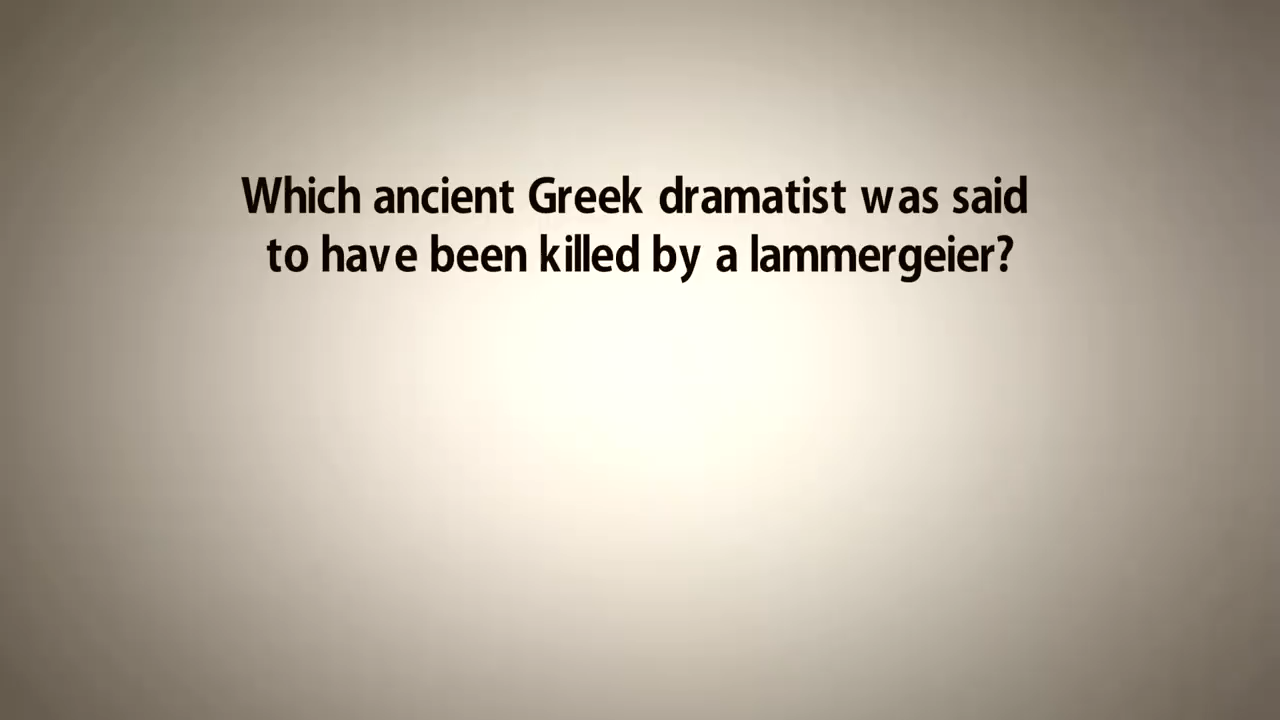 Which ancient Greek dramatist was said
to have been killed by a lammergeier?